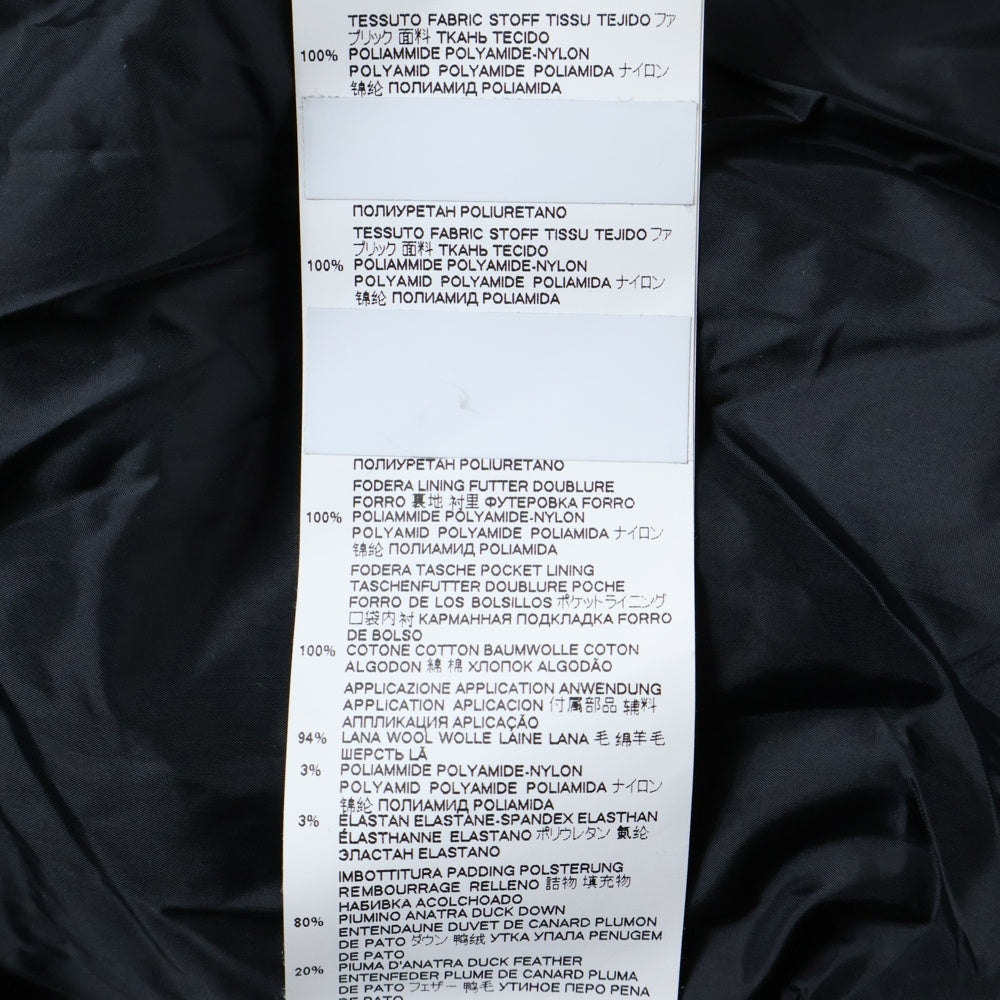 TESSUTO FABRIC STOFF TISSU TEJIDO ファ
ブリック 面料 ТКАНЬ TECIDO
100% POLIAMMIDE POLYAMIDE-NYLON
POLYAMID POLYAMIDE POLIAMIDA ナイロン
锦纶 ПОЛИАМИД POLIAMIDA
ПОЛИУРЕТАН POLIURETANO
TESSUTO FABRIC STOFF TISSU TEJIDO ファ
ブリック 面料 ТКАНЬ TECIDO
100% POLIAMMIDE POLYAMIDE-NYLON
POLYAMID POLYAMIDE POLIAMIDA ナイロン
锦纶 ПОЛИАМИД POLIAMIDA
ПОЛИУРЕТАН POLIURETANO
FODERA LINING FUTTER DOUBLURE
FORRO 裏地 衬里 ФУТЕРОВКА FORRO
100% POLIAMMIDE POLYAMIDE-NYLON
POLYAMID POLYAMIDE POLIAMIDA ナイロン
锦纶 ПОЛИАМИД POLIAMIDA
FODERA TASCHE POCKET LINING
TASCHENFUTTER DOUBLURE POCHE
FORRO DE LOS BOLSILLOS ポケットライニング
口袋内衬 КАРМАННАЯ ПОДКЛАДКА FORRO
DE BOLSO
100% COTONE COTTON BAUMWOLLE COTON
ALGODON 綿 棉 ХЛОПОК ALGODÃO
APPLICAZIONE APPLICATION ANWENDUNG
APPLICATION APLICACION 付属部品 辅料
АППЛИКАЦИЯ APLICAÇÃO
94% LANA WOOL WOLLE LAINE LANA 毛 绵羊毛
ШЕРСТЬ LÃ
3% POLIAMMIDE POLYAMIDE-NYLON
POLYAMID POLYAMIDE POLIAMIDA ナイロン
锦纶 ПОЛИАМИД POLIAMIDA
3% ELASTAN ELASTANE-SPANDEX ELASTHAN
ÉLASTHANNE ELASTANO ポリウレタン 氨纶
ЭЛАСТАН ELASTANO
IMBOTTITURA PADDING POLSTERUNG
REMBOURRAGE RELLENO 詰物 填充物
НАБИВКА ACOLCHOADO
80% PIUMINO ANATRA DUCK DOWN
ENTENDAUNE DUVET DE CANARD PLUMON
DE PATO ダウン 鸭绒 УТКА УПАЛА PENUGEM
DE PATO
20% PIUMA D'ANATRA DUCK FEATHER
ENTENFEDER PLUME DE CANARD PLUMA
DE PATO フェザー 鸭毛 УТИНОЕ ПЕРО PENA
DE PATO